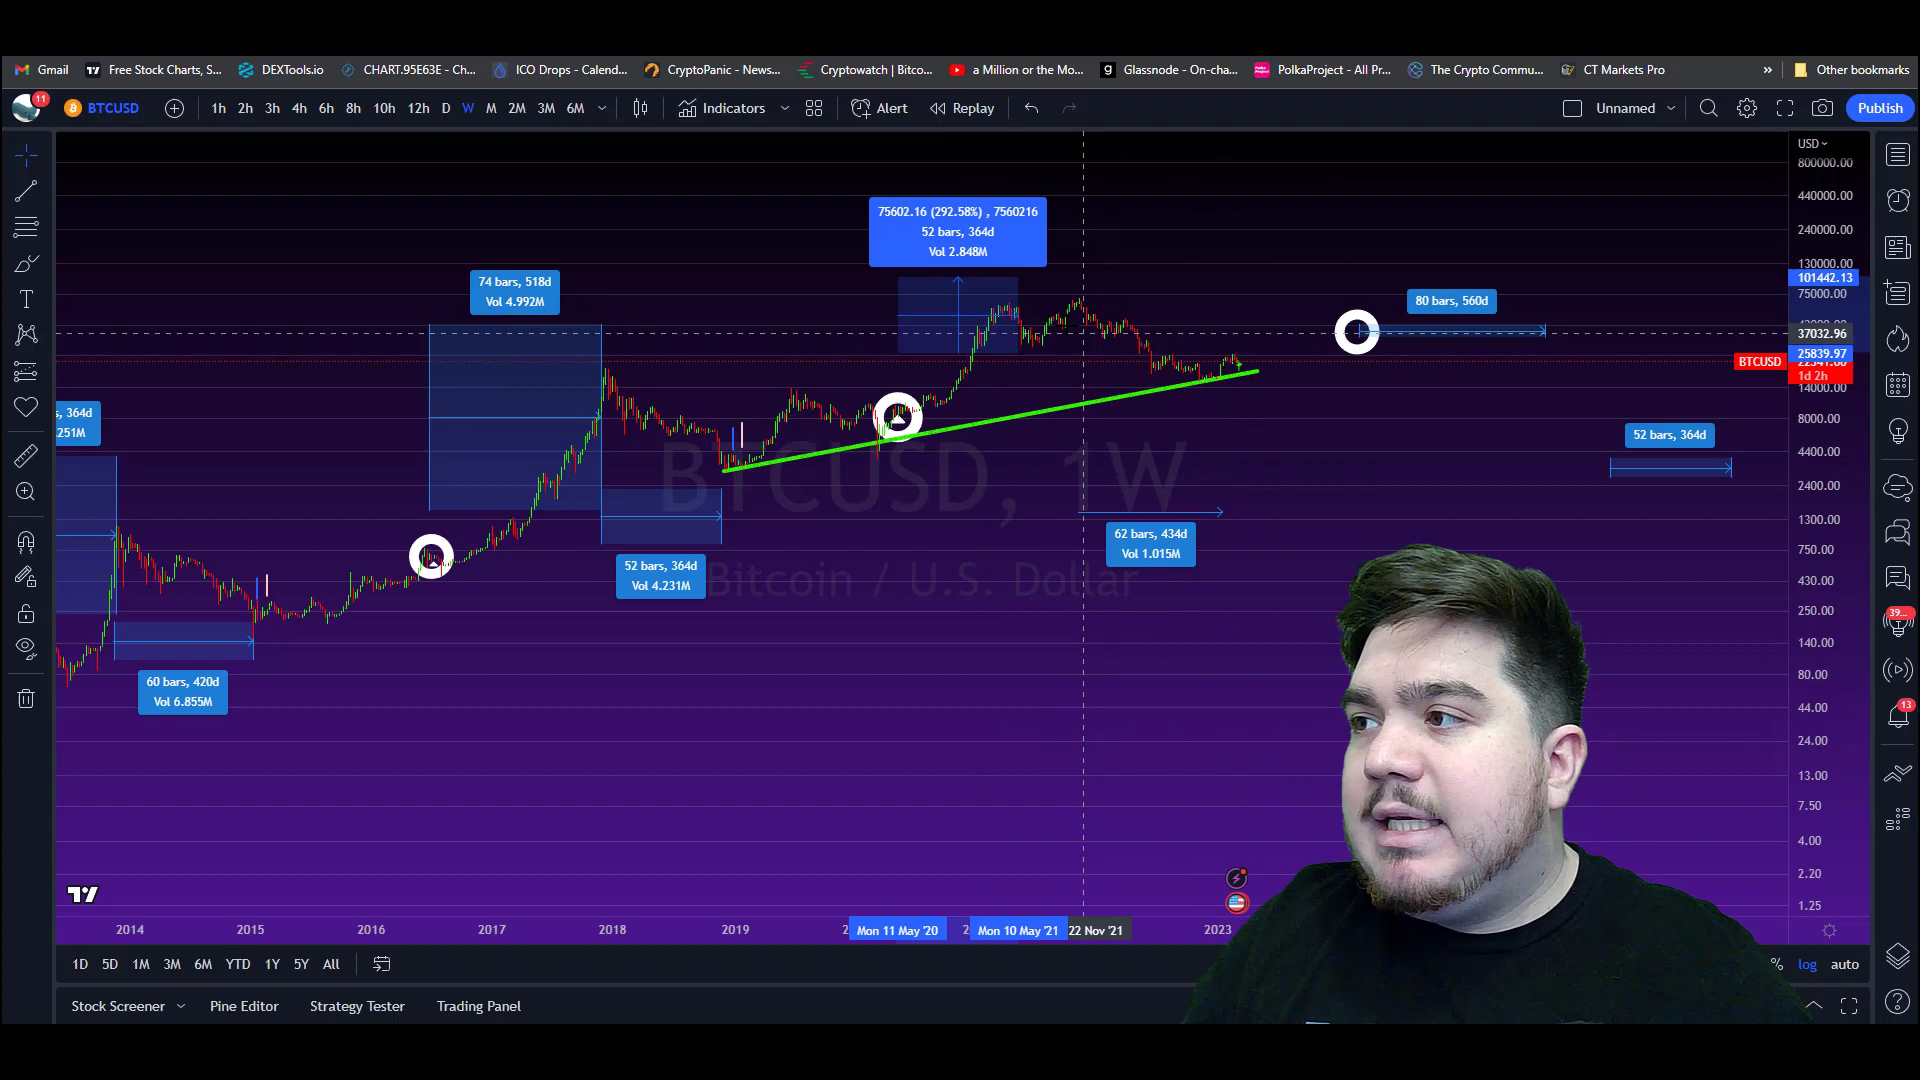 Gmail
Free Stock Charts, S...
DEXTools.io
CHART.95E63E - Ch...
ICO Drops - Calend...
CryptoPanic - News...
Cryptowatch | Bitco...
a Million or the Mo...
Glassnode - On-cha...
PolkaProject - All Pr...
The Crypto Commu...
CT Markets Pro
»
Other bookmarks
11
BTCUSD
1h 2h 3h 4h 6h 8h 10h 12h D W M 2M 3M 6M
Indicators
Alert
Replay
Unnamed
Publish
USD
800000.00
440000.00
240000.00
130000.00
101442.13
75000.00
37032.96
25839.97
BTCUSD
1d 2h
14000.00
8000.00
4400.00
2400.00
1300.00
750.00
430.00
250.00
140.00
80.00
44.00
24.00
13.00
7.50
4.00
2.20
1.25
75602.16 (292.58%) , 7560216
52 bars, 364d
Vol 2.848M
74 bars, 518d
Vol 4.992M
80 bars, 560d
s, 364d
.251M
52 bars, 364d
BTCUSD, 1W
Bitcoin / U.S. Dollar
62 bars, 434d
Vol 1.015M
52 bars, 364d
Vol 4.231M
60 bars, 420d
Vol 6.855M
39...
13
2014 2015 2016 2017 2018 2019 Mon 11 May '20 Mon 10 May '21 22 Nov '21 2023
1D 5D 1M 3M 6M YTD 1Y 5Y All
% log auto
Stock Screener
Pine Editor
Strategy Tester
Trading Panel